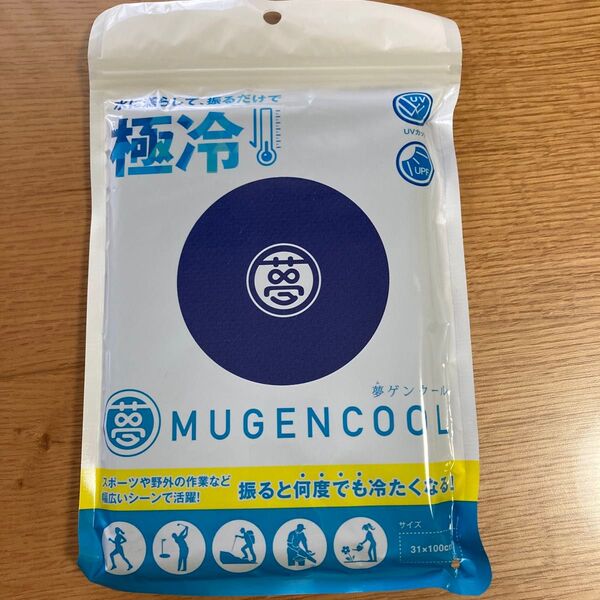 水に濡らして、振るだけで
極冷
UV
UVカット
UPF
夢
夢ゲンクール
夢
MUGENCOOL
スポーツや野外の作業など
幅広いシーンで活躍!
振ると何度でも冷たくなる!
サイズ
31×100cm